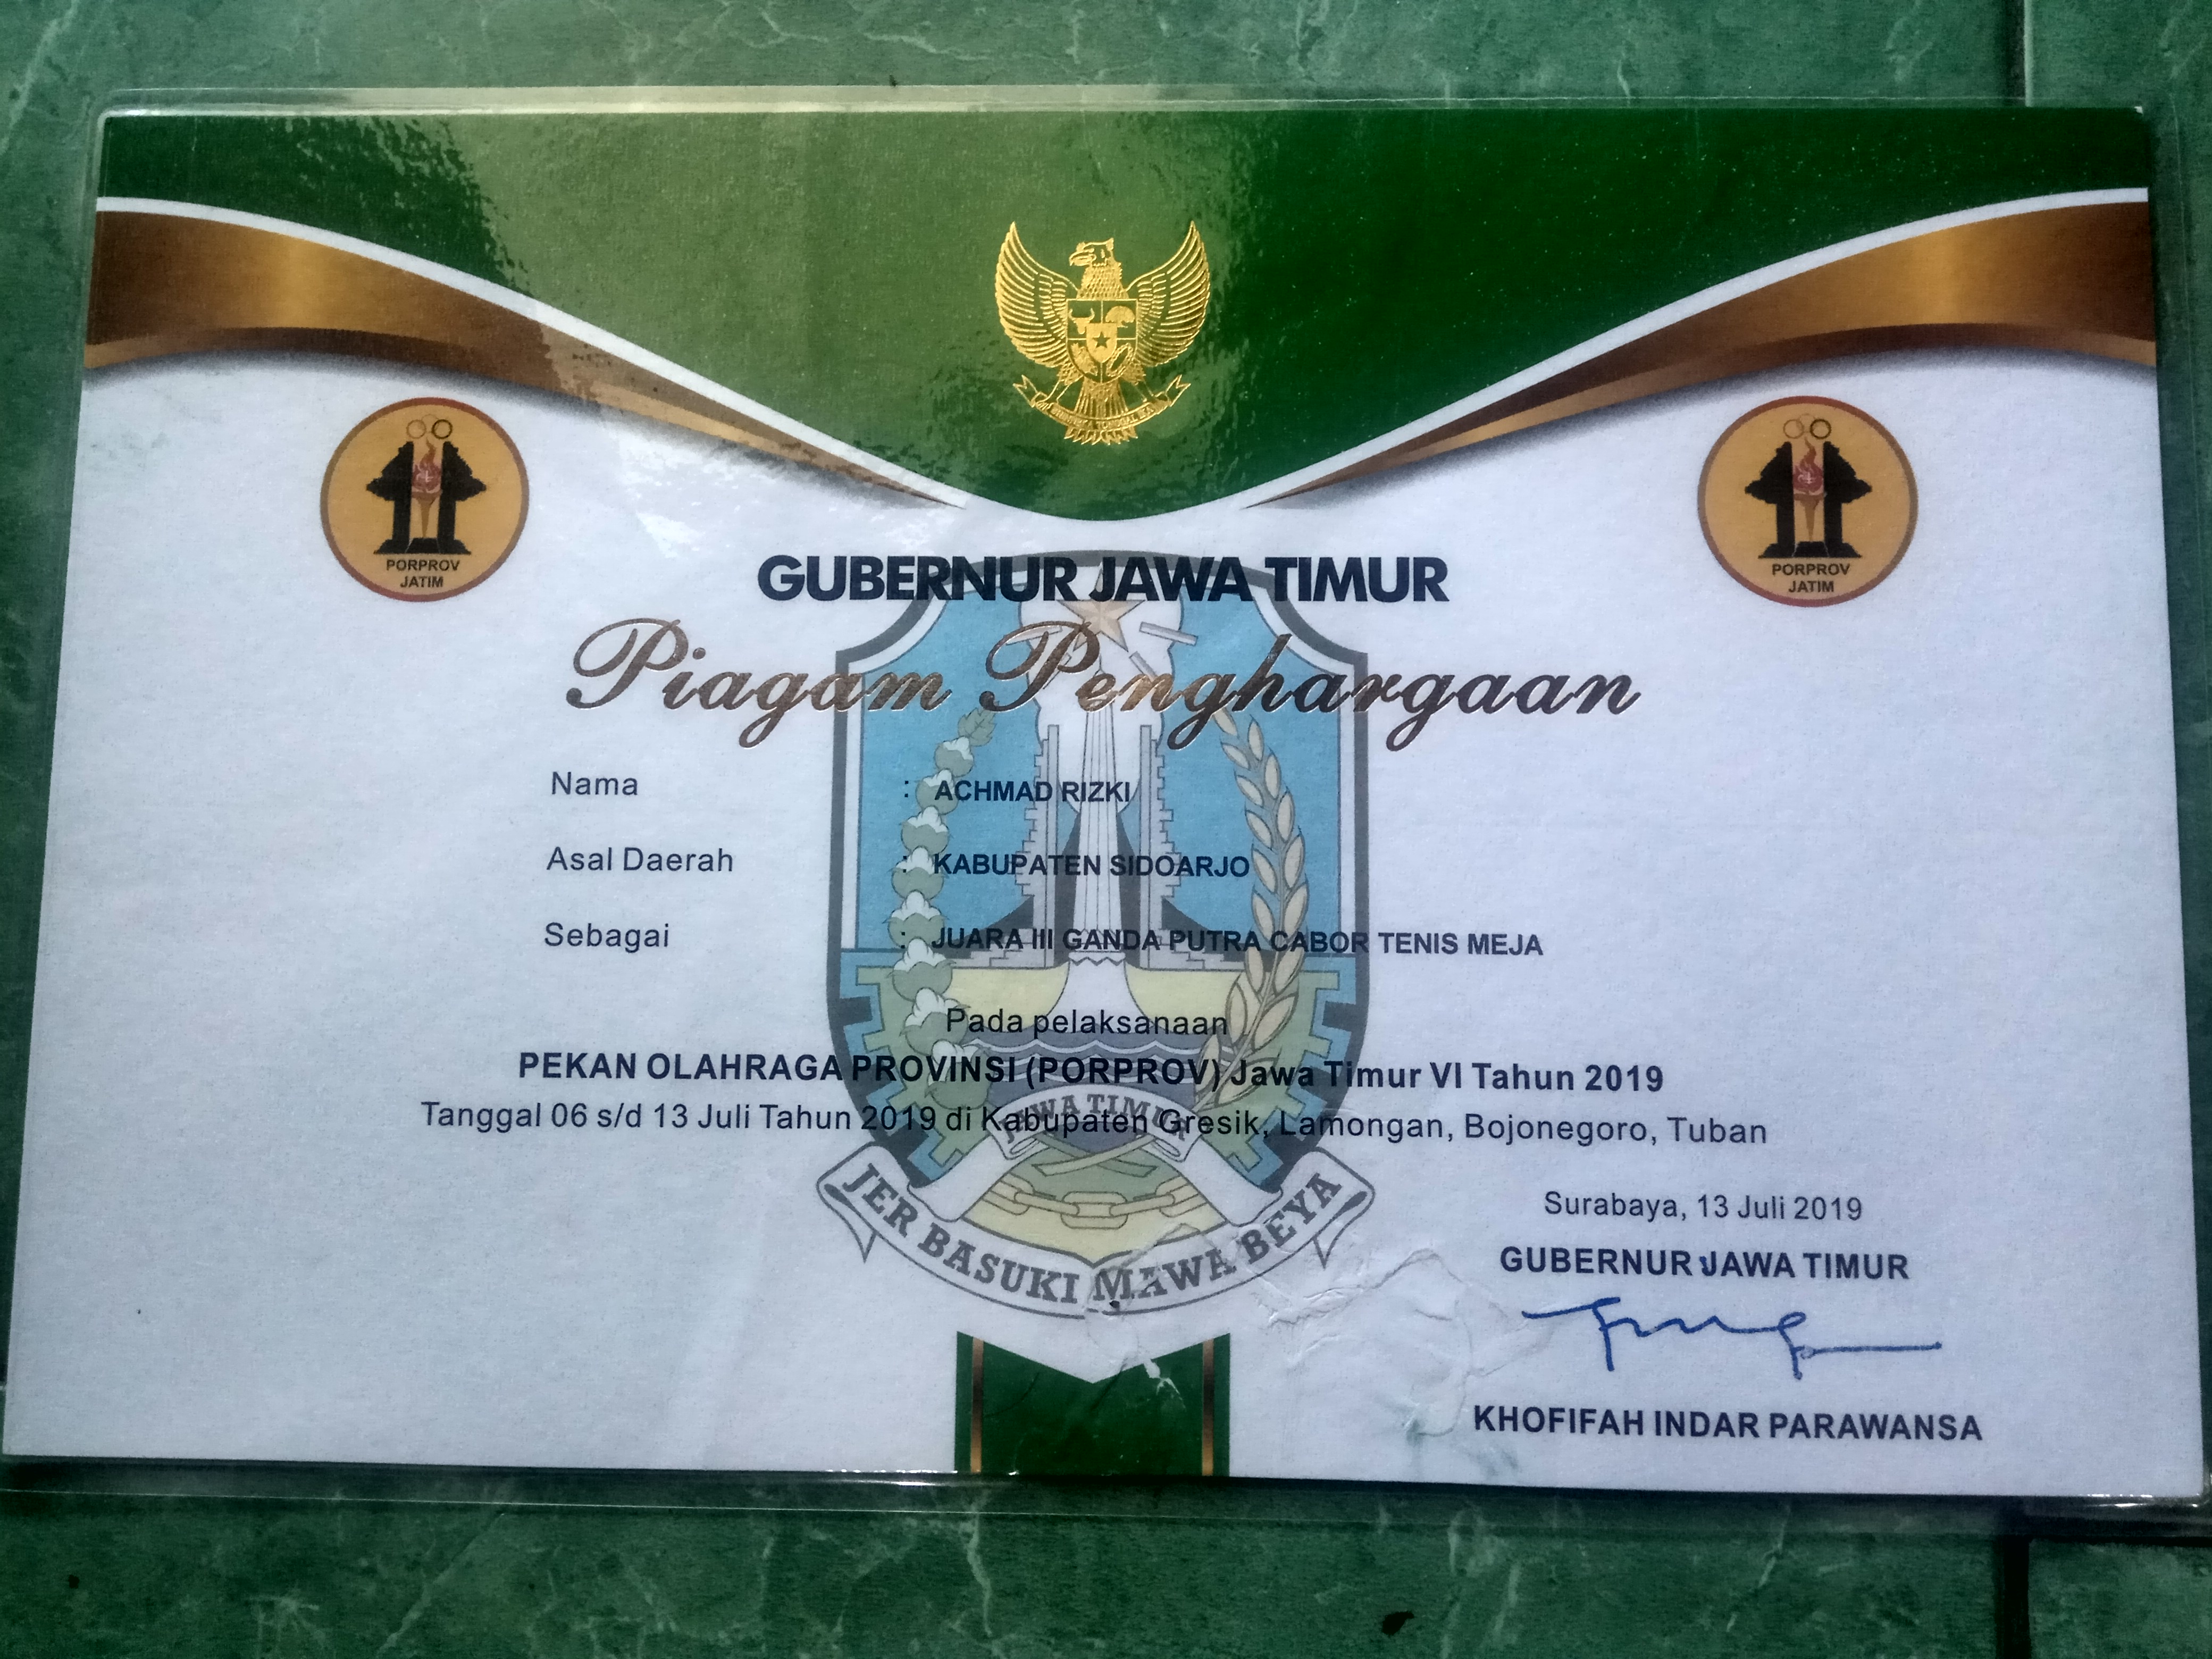 PORPROV
JATIM
PORPROV
JATIM
GUBERNUR JAWA TIMUR
Piagam Penghargaan
Nama : ACHMAD RIZKI
Asal Daerah : KABUPATEN SIDOARJO
Sebagai : JUARA III GANDA PUTRA CABOR TENIS MEJA
Pada pelaksanaan
PEKAN OLAHRAGA PROVINSI (PORPROV) Jawa Timur VI Tahun 2019
Tanggal 06 s/d 13 Juli Tahun 2019 di Kabupaten Gresik, Lamongan, Bojonegoro, Tuban
JAWA TIMUR
JER BASUKI MAWA BEYA
Surabaya, 13 Juli 2019
GUBERNUR JAWA TIMUR
KHOFIFAH INDAR PARAWANSA